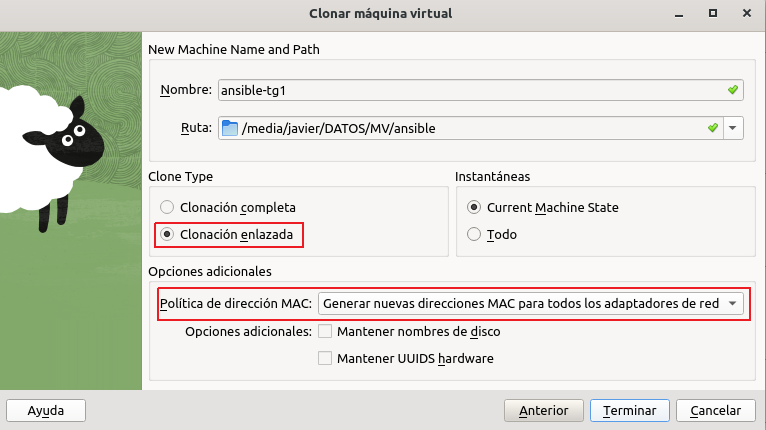 Clonar máquina virtual
New Machine Name and Path
Nombre: ansible-tg1
Ruta: /media/javier/DATOS/MV/ansible
Clone Type
Clonación completa
Clonación enlazada
Instantáneas
Current Machine State
Todo
Opciones adicionales
Política de dirección MAC: Generar nuevas direcciones MAC para todos los adaptadores de red
Opciones adicionales: Mantener nombres de disco
Mantener UUIDS hardware
Ayuda Anterior Terminar Cancelar